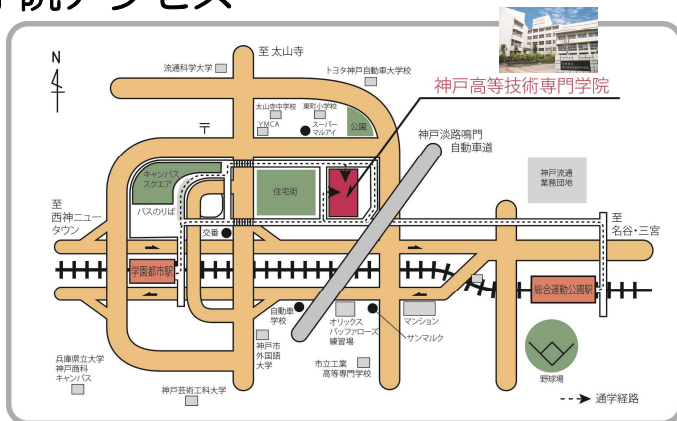 学院アクセス
N
至 太山寺
流通科学大学
トヨタ神戸自動車大学校
神戸高等技術専門学院
太山寺中学校
東町小学校
YMCA
スーパー
マルアイ
公園
〒
神戸淡路鳴門
自動車道
キャンパス
スクエア
住宅街
神戸流通
業務団地
バスのりば
至
西神ニュー
タウン
交番
至
名谷・三宮
学園都市駅
総合運動公園駅
自動車
学校
オリックス
バッファローズ
練習場
マンション
サンマルク
神戸市
外国語
大学
市立工業
高等専門学校
兵庫県立大学
神戸商科
キャンパス
神戸芸術工科大学
野球場
通学経路